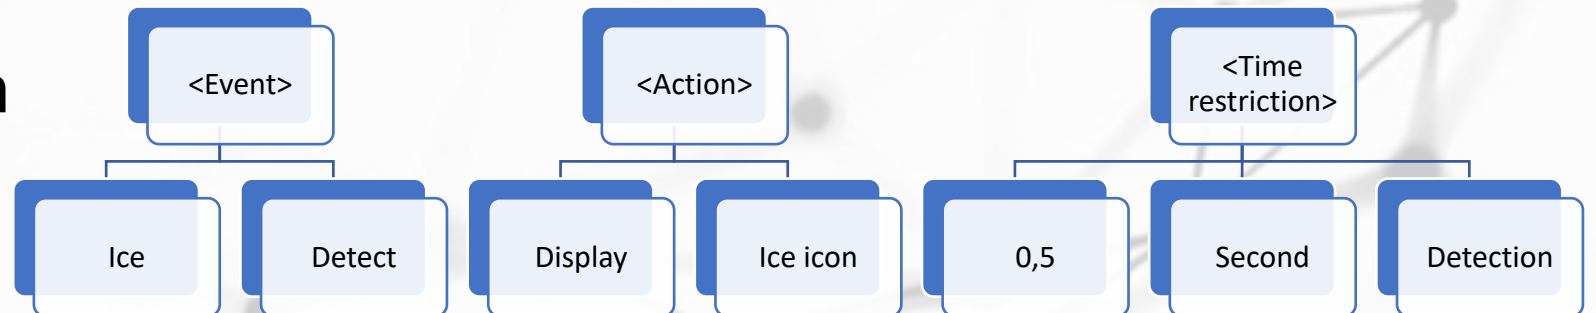 <Event>
<Action>
<Time
restriction>
Ice
Detect
Display
Ice icon
0,5
Second
Detection